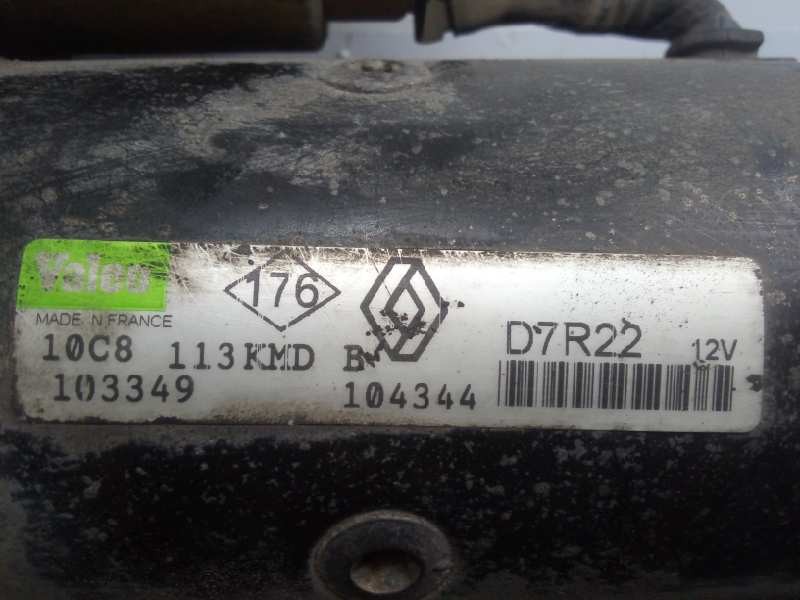 Valeo
176
MADE IN FRANCE
D7R22
12V
10C8 113KMD B
103349
104344